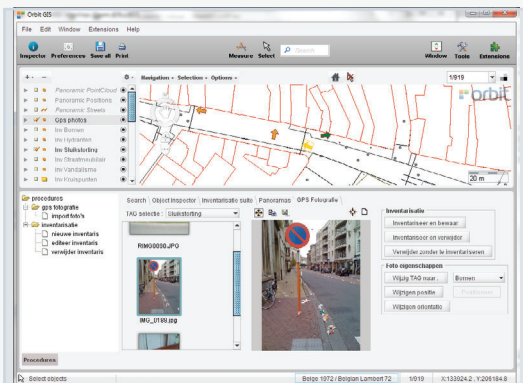 Orbit GIS
File Edit Window Extensions Help
Inspector Preferences Save all Print Measure Select Search Window Tools Extensions
Navigation Selection Options 1/919
Panoramic PointCloud
Panoramic Positions
Panoramic Streets
Gps photos
Inv Bomen
Inv Hydranten
Inv Sluikstorting
Inv Straatmeubilair
Inv Vandalisme
Inv Kruispunten
orbit
20 m
procedures
gps fotografie
import foto's
inventarisatie
nieuwe inventaris
editeer inventaris
verwijder inventaris
Procedures
Search Object Inspector Inventarisatie suite Panoramas GPS Fotografie
TAG selectie : Sluikstorting
RIMG0000.JPG
IMG_0188.jpg
Inventarisatie
Inventariseer en bewaar
Inventariseer en verwijder
Verwijder zonder te inventariseren
Foto eigenschappen
Wijzig TAG naar : Bomen
Wijzigen positie Positioneer
Wijzigen orientatie
Select objects Belge 1972 / Belgian Lambert 72 1/919 X:133924.2 , Y:208184.8